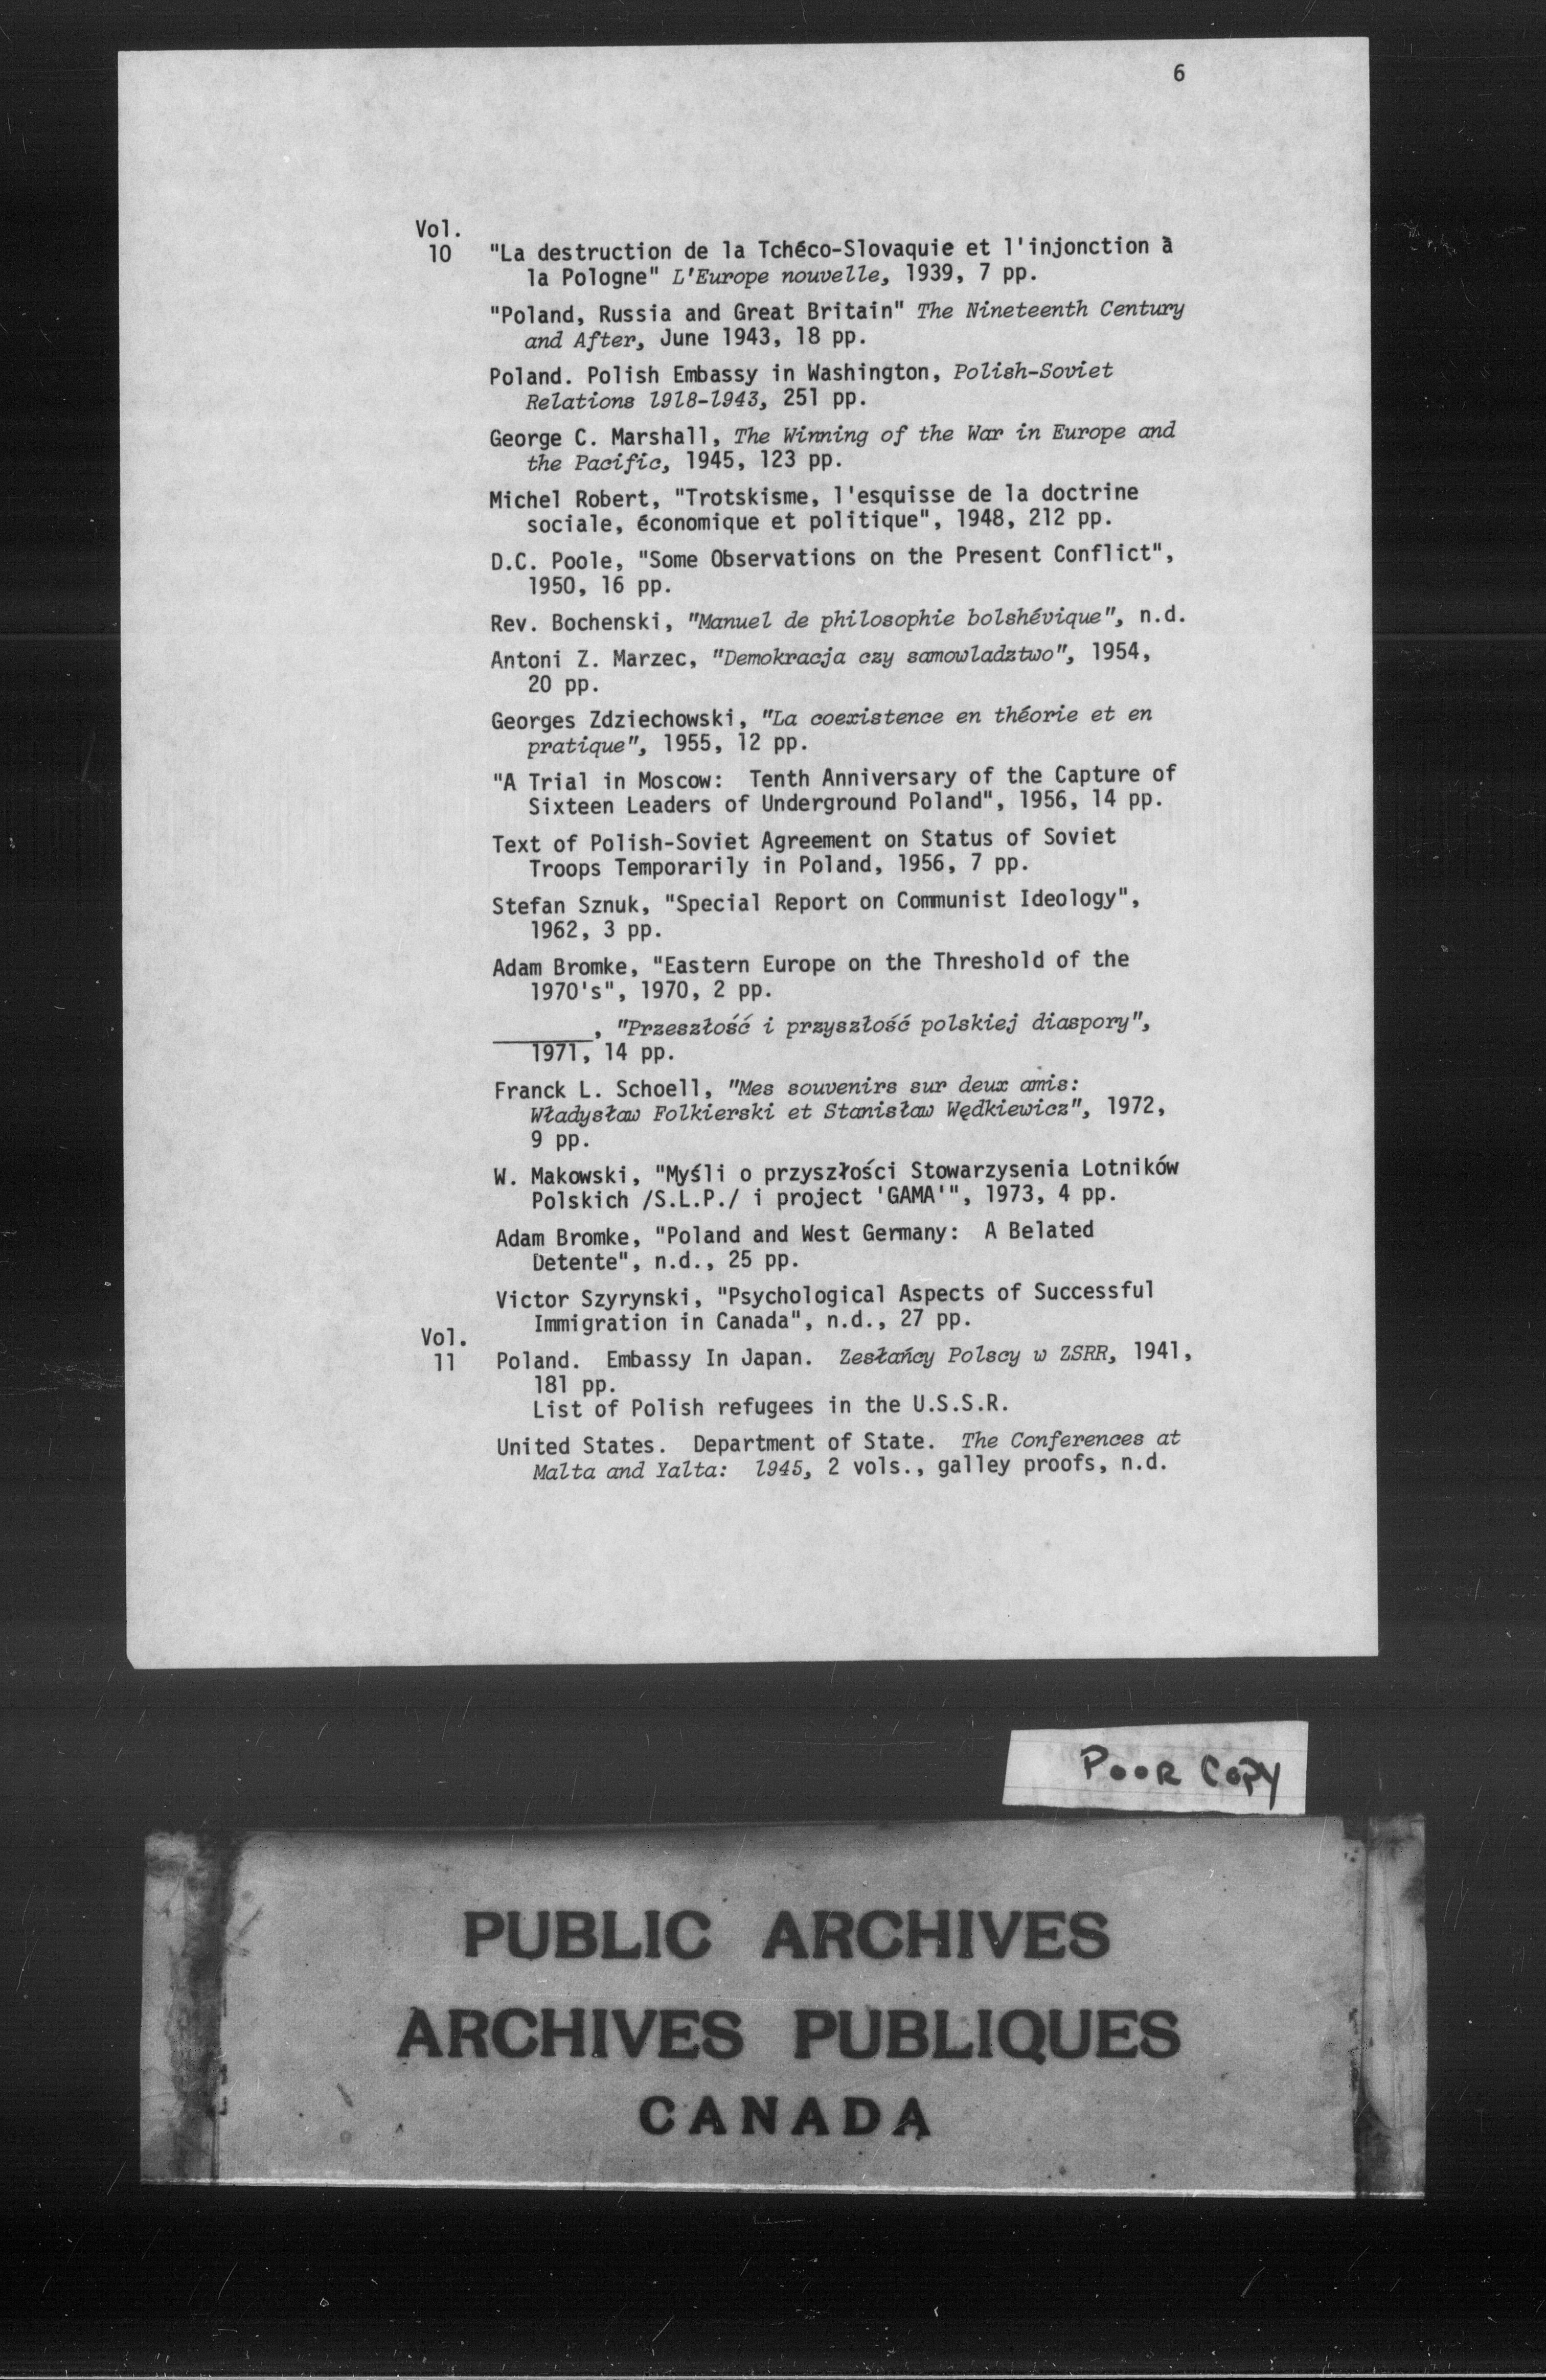 6
Vol.
10 "La destruction de la Tchéco-Slovaquie et l'injonction à
la Pologne" L'Europe nouvelle, 1939, 7 pp.
"Poland, Russia and Great Britain" The Nineteenth Century
and After, June 1943, 18 pp.
Poland. Polish Embassy in Washington, Polish-Soviet
Relations 1918-1943, 251 pp.
George C. Marshall, The Winning of the War in Europe and
the Pacific, 1945, 123 pp.
Michel Robert, "Trotskisme, l'esquisse de la doctrine
sociale, économique et politique", 1948, 212 pp.
D.C. Poole, "Some Observations on the Present Conflict",
1950, 16 pp.
Rev. Bochenski, "Manuel de philosophie bolshévique", n.d.
Antoni Z. Marzec, "Demokracja czy samowladztwo", 1954,
20 pp.
Georges Zdziechowski, "La coexistence en théorie et en
pratique", 1955, 12 pp.
"A Trial in Moscow: Tenth Anniversary of the Capture of
Sixteen Leaders of Underground Poland", 1956, 14 pp.
Text of Polish-Soviet Agreement on Status of Soviet
Troops Temporarily in Poland, 1956, 7 pp.
Stefan Sznuk, "Special Report on Communist Ideology",
1962, 3 pp.
Adam Bromke, "Eastern Europe on the Threshold of the
1970's", 1970, 2 pp.
________, "Przeszłość i przyszłość polskiej diaspory",
1971, 14 pp.
Franck L. Schoell, "Mes souvenirs sur deux amis:
Władysław Folkierski et Stanisław Wędkiewicz", 1972,
9 pp.
W. Makowski, "Myśli o przyszłości Stowarzysenia Lotników
Polskich /S.L.P./ i project 'GAMA'", 1973, 4 pp.
Adam Bromke, "Poland and West Germany: A Belated
Detente", n.d., 25 pp.
Victor Szyrynski, "Psychological Aspects of Successful
Immigration in Canada", n.d., 27 pp.
Vol.
11 Poland. Embassy In Japan. Zesłańcy Polscy w ZSRR, 1941,
181 pp.
List of Polish refugees in the U.S.S.R.
United States. Department of State. The Conferences at
Malta and Yalta: 1945, 2 vols., galley proofs, n.d.
POOR COPY
PUBLIC ARCHIVES
ARCHIVES PUBLIQUES
CANADA